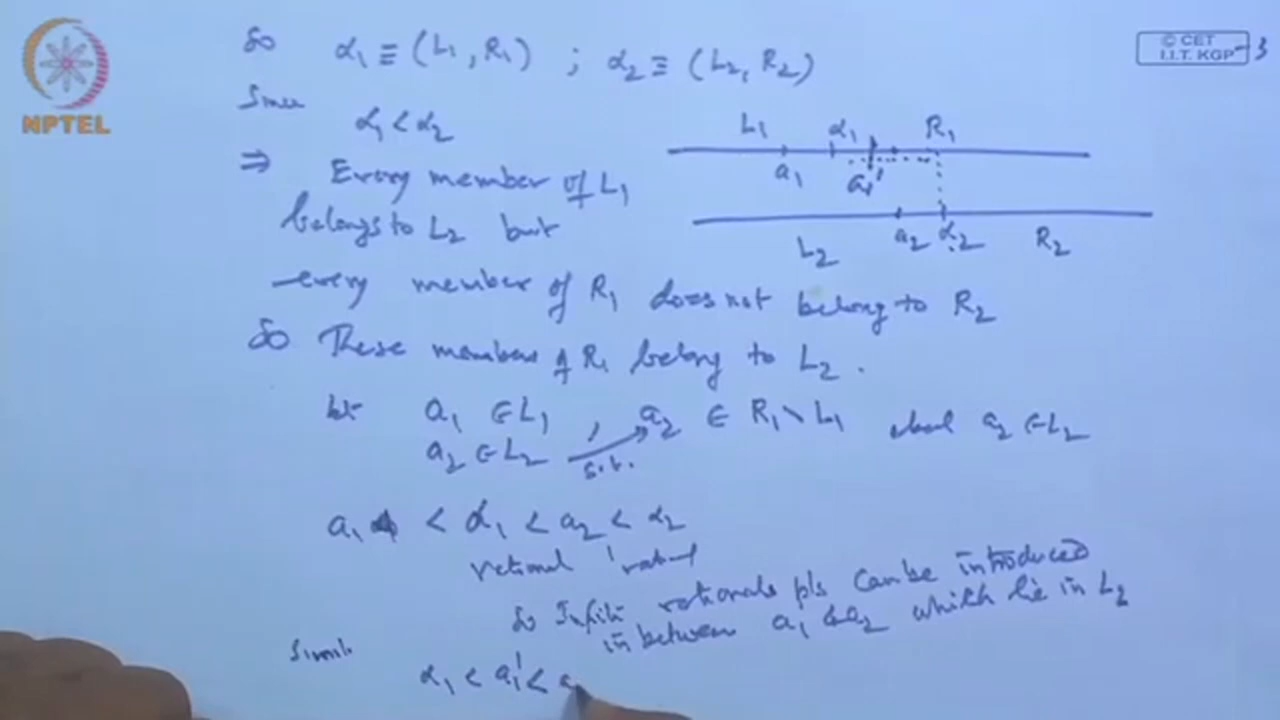 So α₁ ≡ (L₁, R₁) ; α₂ ≡ (L₂, R₂)
© CET
I.I.T. KGP
3
NPTEL
Since
α₁ < α₂
L₁ α₁ R₁
a₁ a₁'
⇒ Every member of L₁
belongs to L₂ but
L₂ a₂ α₂ R₂
every member of R₁ does not belong to R₂
So These members of R₁ belong to L₂.
let a₁ ∈ L₁, a₂ ∈ R₁ \ L₁ a₂ ∈ L₂
a₂ ∈ L₂ s.t.
a₁ < α₁ < a₂ < α₂
rational rational
So rationals pts can be introduced
in between a₁ & a₂ which lie in L₂
α₁ < a₁' < a